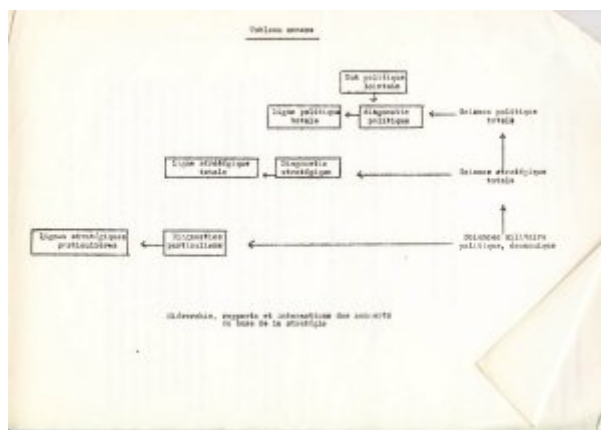 Tableau annexe
But politique
Ligne politique
totale
diagnostic
politique
Science politique
totale
Ligne stratégique
totale
Diagnostic
stratégique
Science stratégique
totale
Lignes stratégiques
particulières
Diagnostics
particuliers
Sciences militaire
politique, économique
Hiérarchie, rapports et interactions des concepts
de base de la stratégie